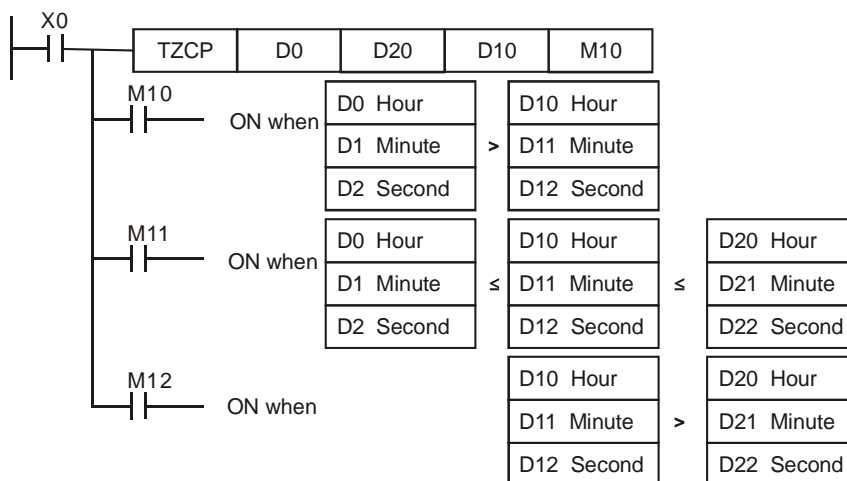 X0
TZCP D0 D20 D10 M10
M10
ON when
D0 Hour
D1 Minute
D2 Second
>
D10 Hour
D11 Minute
D12 Second
M11
ON when
D0 Hour
D1 Minute
D2 Second
≤
D10 Hour
D11 Minute
D12 Second
≤
D20 Hour
D21 Minute
D22 Second
M12
ON when
D10 Hour
D11 Minute
D12 Second
>
D20 Hour
D21 Minute
D22 Second